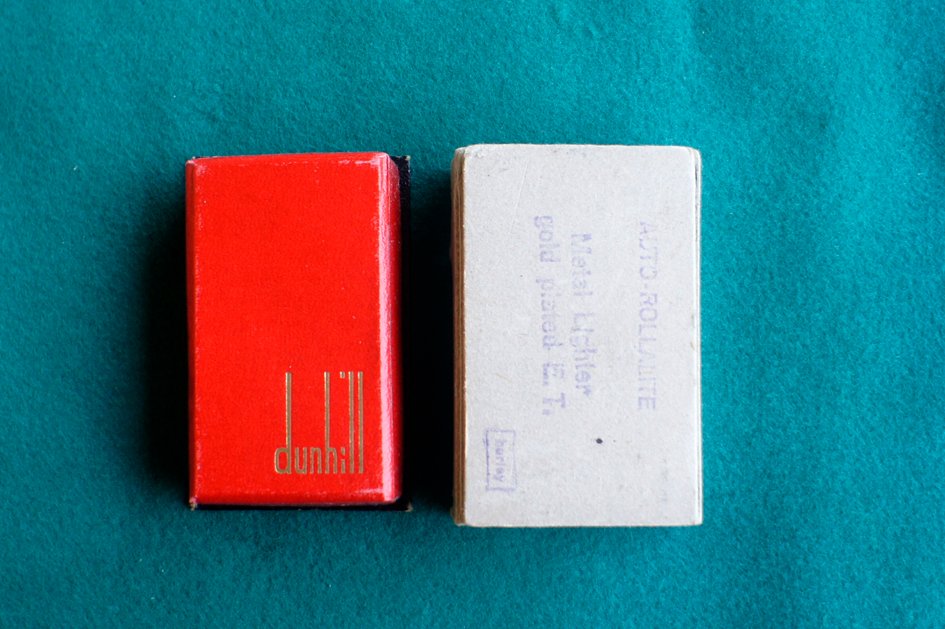 dunhill
AUTO-ROLLALITE
Metal Lighter
gold plated E.T.